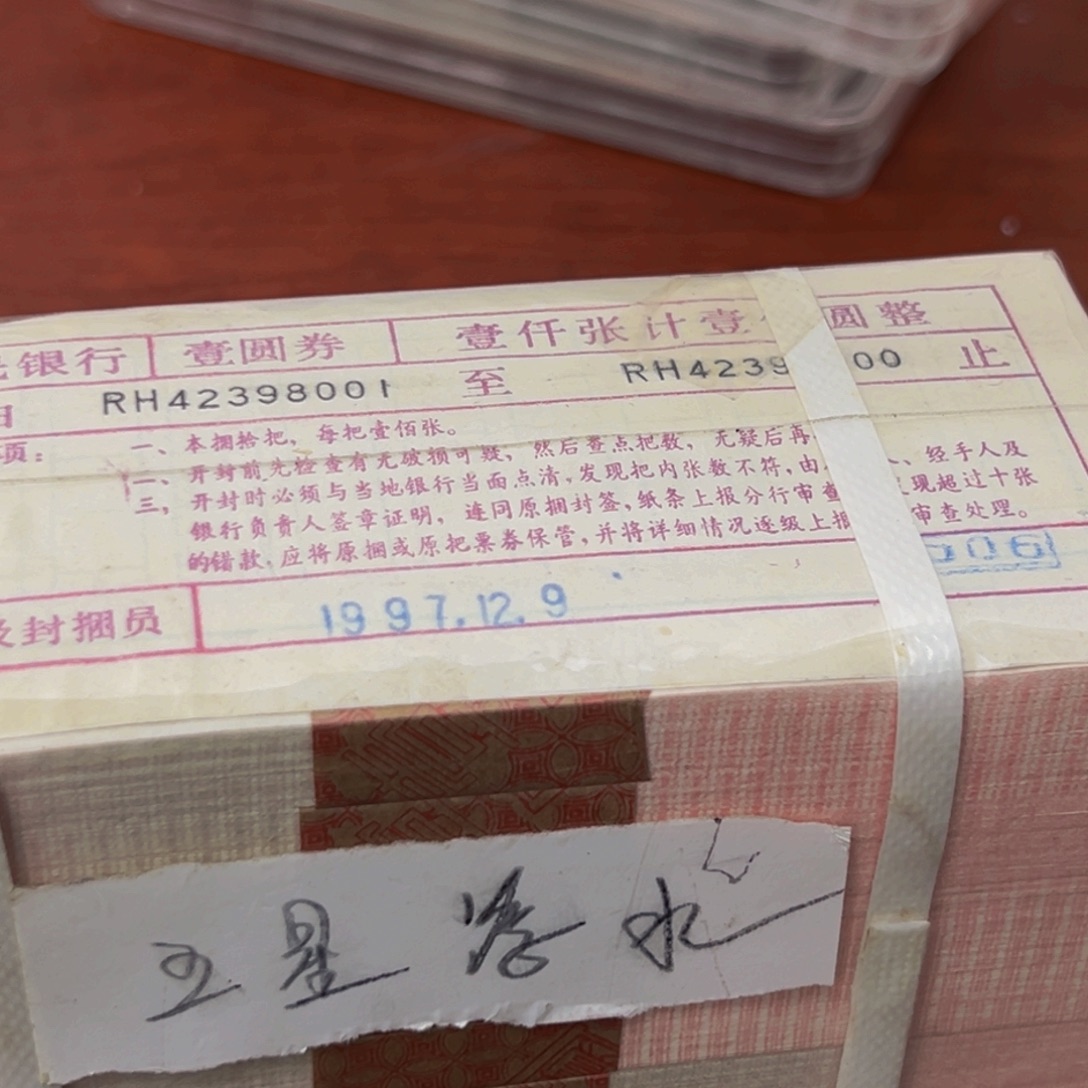 银行 壹圆券 壹仟张计壹 圆整
RH42398001 至 RH4239 00 止
项：
一、本捆拾把，每把壹佰张。
二、开封前先检查有无破损可疑，然后查点把数，无疑后再
三、开封时必须与当地银行当面点清，发现把内张数不符，由 、经手人及
银行负责人签章证明，连同原捆封签，纸条上报分行审查 现超过十张
的错款，应将原捆或原把票券保管，并将详细情况逐级上报 审查处理。
506
封捆员 1997.12.9
五星 水